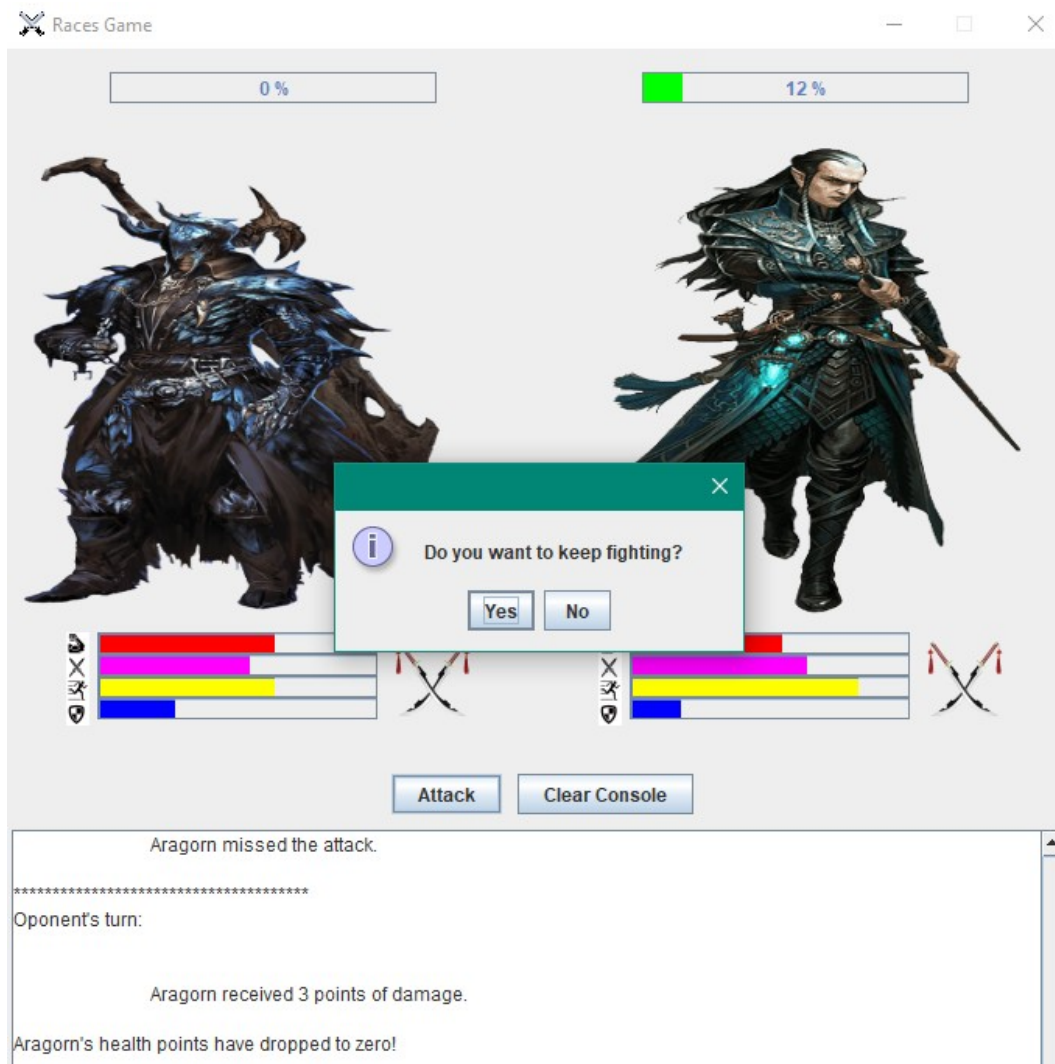 Races Game
0 %
12 %
Do you want to keep fighting?
Yes
No
Attack
Clear Console
Aragorn missed the attack.
**************************************
Oponent's turn:
Aragorn received 3 points of damage.
Aragorn's health points have dropped to zero!